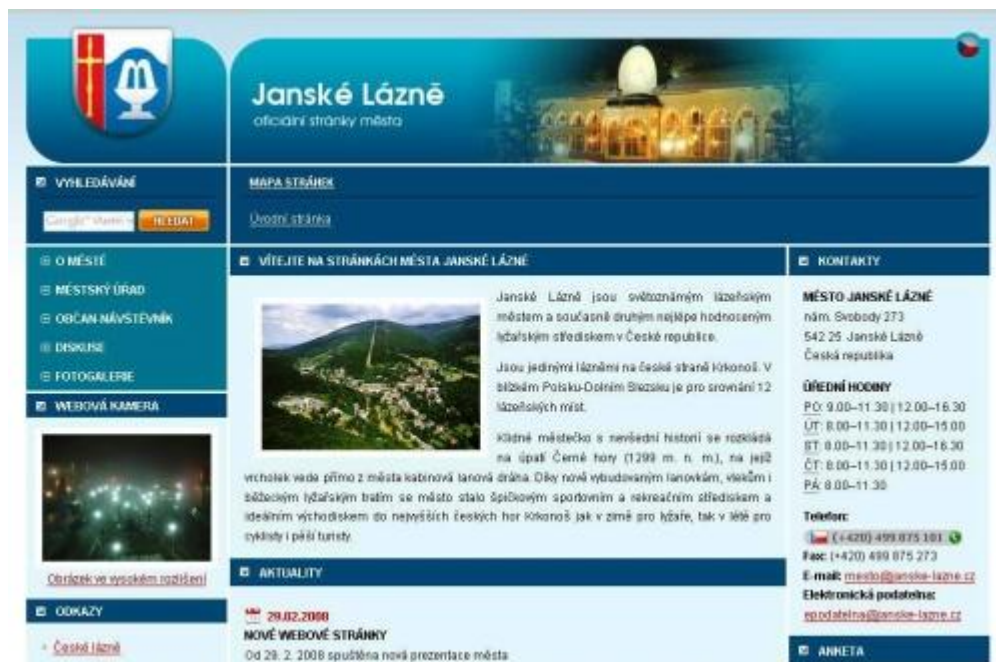 Janské Lázně
oficiální stránky města
VYHLEDÁVÁNÍ
HLEDAT
MAPA STRÁNEK
Úvodní stránka
O MĚSTĚ
MĚSTSKÝ ÚŘAD
OBČAN-NÁVŠTĚVNÍK
DISKUSE
FOTOGALERIE
WEBOVÁ KAMERA
Obrázek ve vysokém rozlišení
ODKAZY
České lázně
VÍTEJTE NA STRÁNKÁCH MĚSTA JANSKÉ LÁZNĚ
Janské Lázně jsou světoznámým lázeňským
městem a současně druhým nejlépe hodnoceným
lyžařským střediskem v České republice.
Jsou jedinými lázněmi na české straně Krkonoš. V
blízkém Polsku-Dolním Slezsku je pro srovnání 12
lázeňských míst.
Klidné městečko s nevšední historií se rozkládá
na úpatí Černé hory (1299 m. n. m.), na jejíž
vrcholek vede přímo z města kabinová lanová dráha. Díky nově vybudovaným lanovkám, vlekům i
běžeckým lyžařským tratím se město stalo špičkovým sportovním a rekreačním střediskem a
ideálním východiskem do nejvyšších českých hor Krkonoš jak v zimě pro lyžaře, tak v létě pro
cyklisty i pěší turisty.
AKTUALITY
29.02.2008
NOVÉ WEBOVÉ STRÁNKY
Od 29. 2. 2008 spuštěna nová prezentace města
KONTAKTY
MĚSTO JANSKÉ LÁZNĚ
nám. Svobody 273
542 25 Janské Lázně
Česká republika
ÚŘEDNÍ HODINY
PO: 9.00–11.30 | 12.00–16.30
ÚT: 8.00–11.30 | 12.00–15.00
ST: 8.00–11.30 | 12.00–16.30
ČT: 8.00–11.30 | 12.00–15.00
PÁ: 8.00–11.30
Telefon:
(+420) 499 875 101
Fax: (+420) 499 875 273
E-mail: mesto@janske-lazne.cz
Elektronická podatelna:
epodatelna@janske-lazne.cz
ANKETA